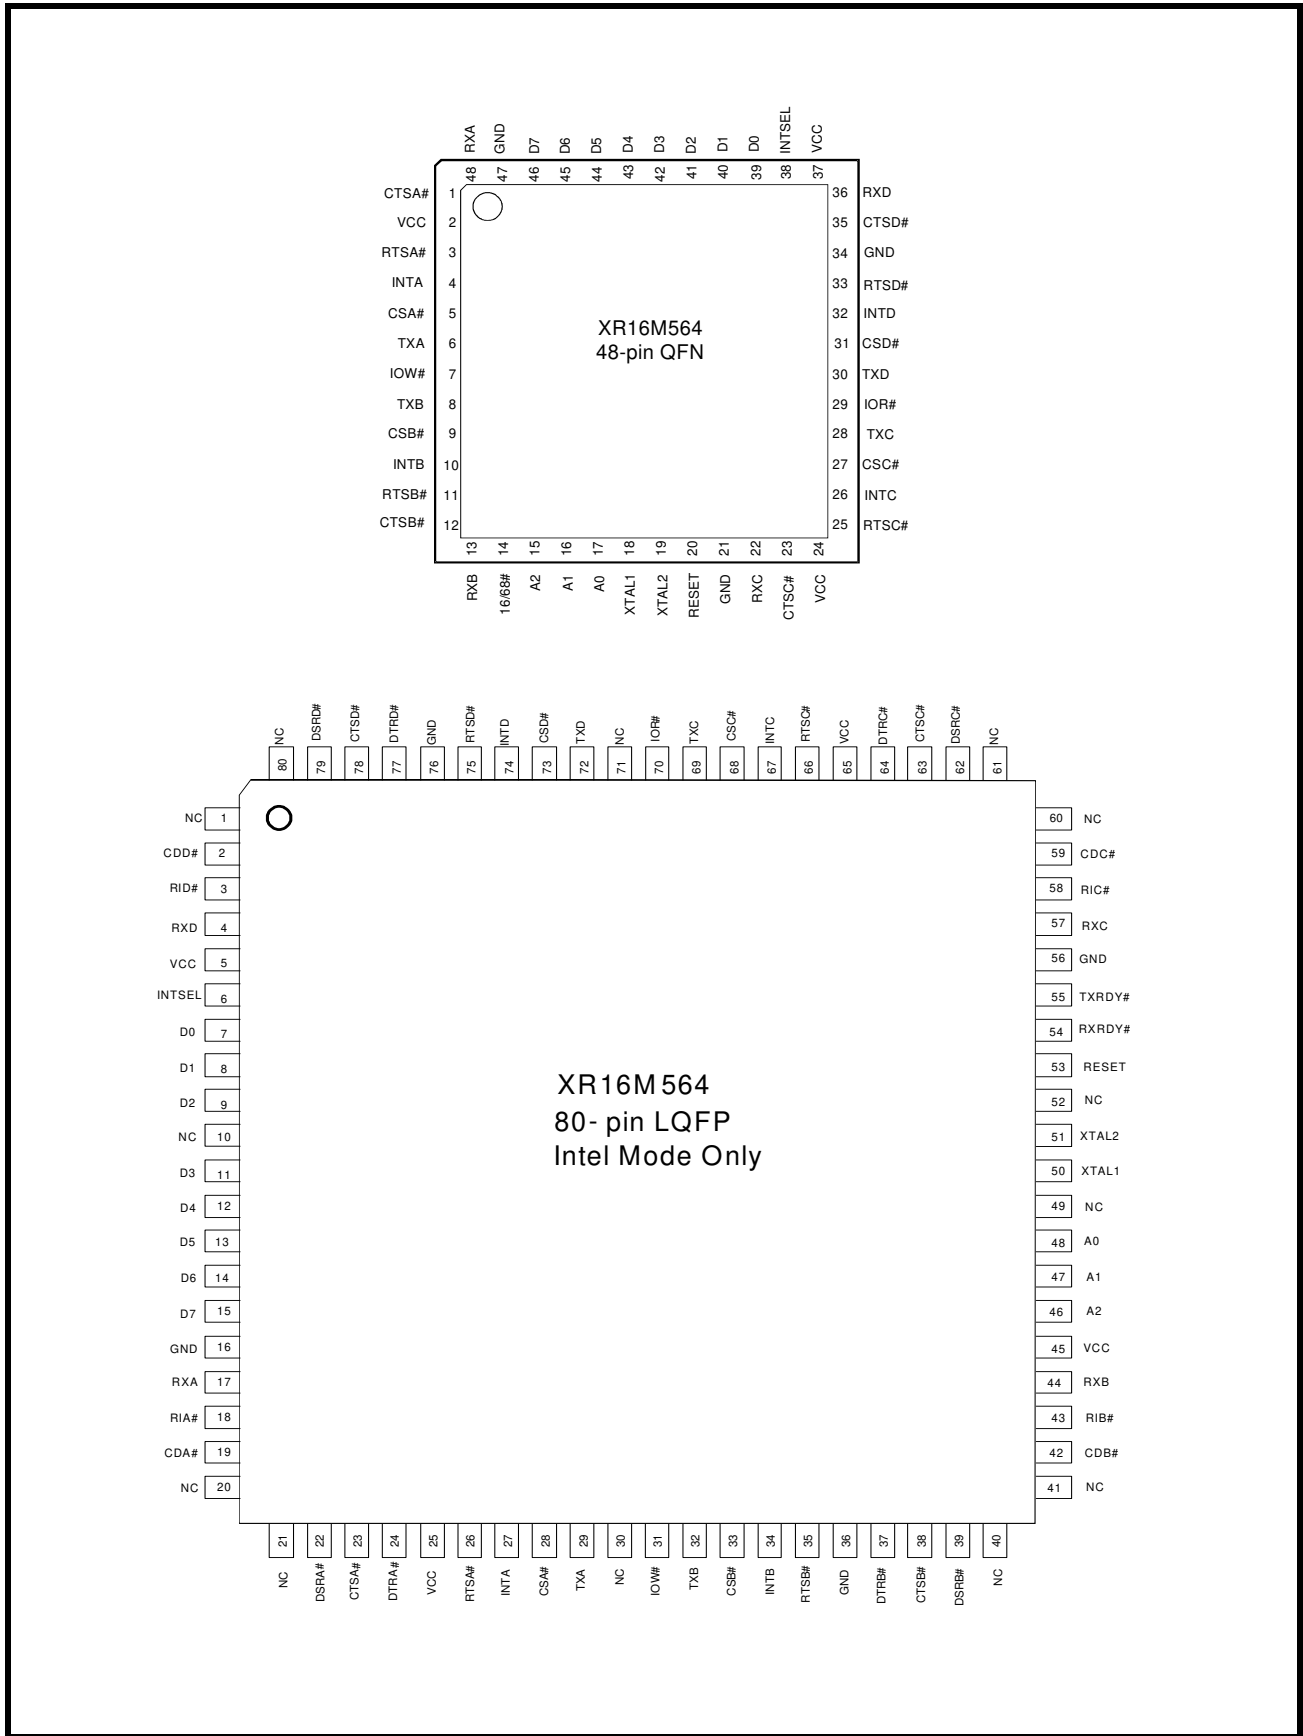 RXA GND D7 D6 D5 D4 D3 D2 D1 D0 INTSEL VCC
48 47 46 45 44 43 42 41 40 39 38 37
CTSA# 1 36 RXD
VCC 2 35 CTSD#
RTSA# 3 34 GND
INTA 4 33 RTSD#
CSA# 5 32 INTD
TXA 6 31 CSD#
IOW# 7 30 TXD
TXB 8 29 IOR#
CSB# 9 28 TXC
INTB 10 27 CSC#
RTSB# 11 26 INTC
CTSB# 12 25 RTSC#
XR16M564
48-pin QFN
13 14 15 16 17 18 19 20 21 22 23 24
RXB 16/68# A2 A1 A0 XTAL1 XTAL2 RESET GND RXC CTSC# VCC
NC DSRD# CTSD# DTRD# GND RTSD# INTD CSD# TXD NC IOR# TXC CSC# INTC RTSC# VCC DTRC# CTSC# DSRC# NC
80 79 78 77 76 75 74 73 72 71 70 69 68 67 66 65 64 63 62 61
NC 1 60 NC
CDD# 2 59 CDC#
RID# 3 58 RIC#
RXD 4 57 RXC
VCC 5 56 GND
INTSEL 6 55 TXRDY#
D0 7 54 RXRDY#
D1 8 53 RESET
D2 9 52 NC
NC 10 51 XTAL2
D3 11 50 XTAL1
D4 12 49 NC
D5 13 48 A0
D6 14 47 A1
D7 15 46 A2
GND 16 45 VCC
RXA 17 44 RXB
RIA# 18 43 RIB#
CDA# 19 42 CDB#
NC 20 41 NC
XR16M564
80- pin LQFP
Intel Mode Only
21 22 23 24 25 26 27 28 29 30 31 32 33 34 35 36 37 38 39 40
NC DSRA# CTSA# DTRA# VCC RTSA# INTA CSA# TXA NC IOW# TXB CSB# INTB RTSB# GND DTRB# CTSB# DSRB# NC